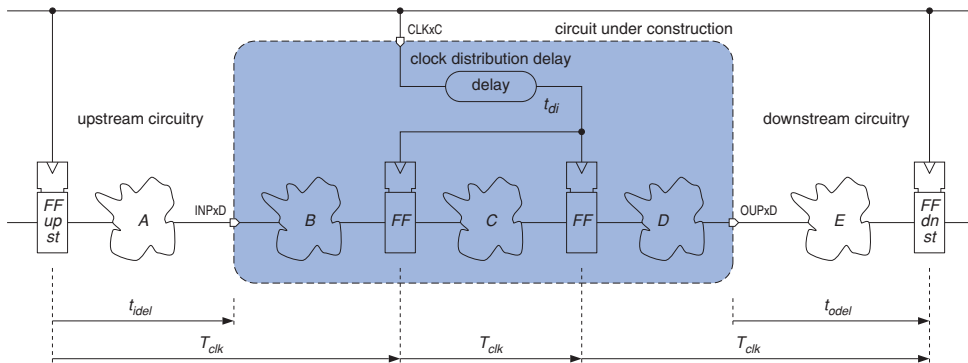 CLKxC
circuit under construction
clock distribution delay
delay
t_di
upstream circuitry
downstream circuitry
FF up st
A
INPxD
B
FF
C
FF
D
OUPxD
E
FF dn st
t_idel
t_odel
T_clk
T_clk
T_clk